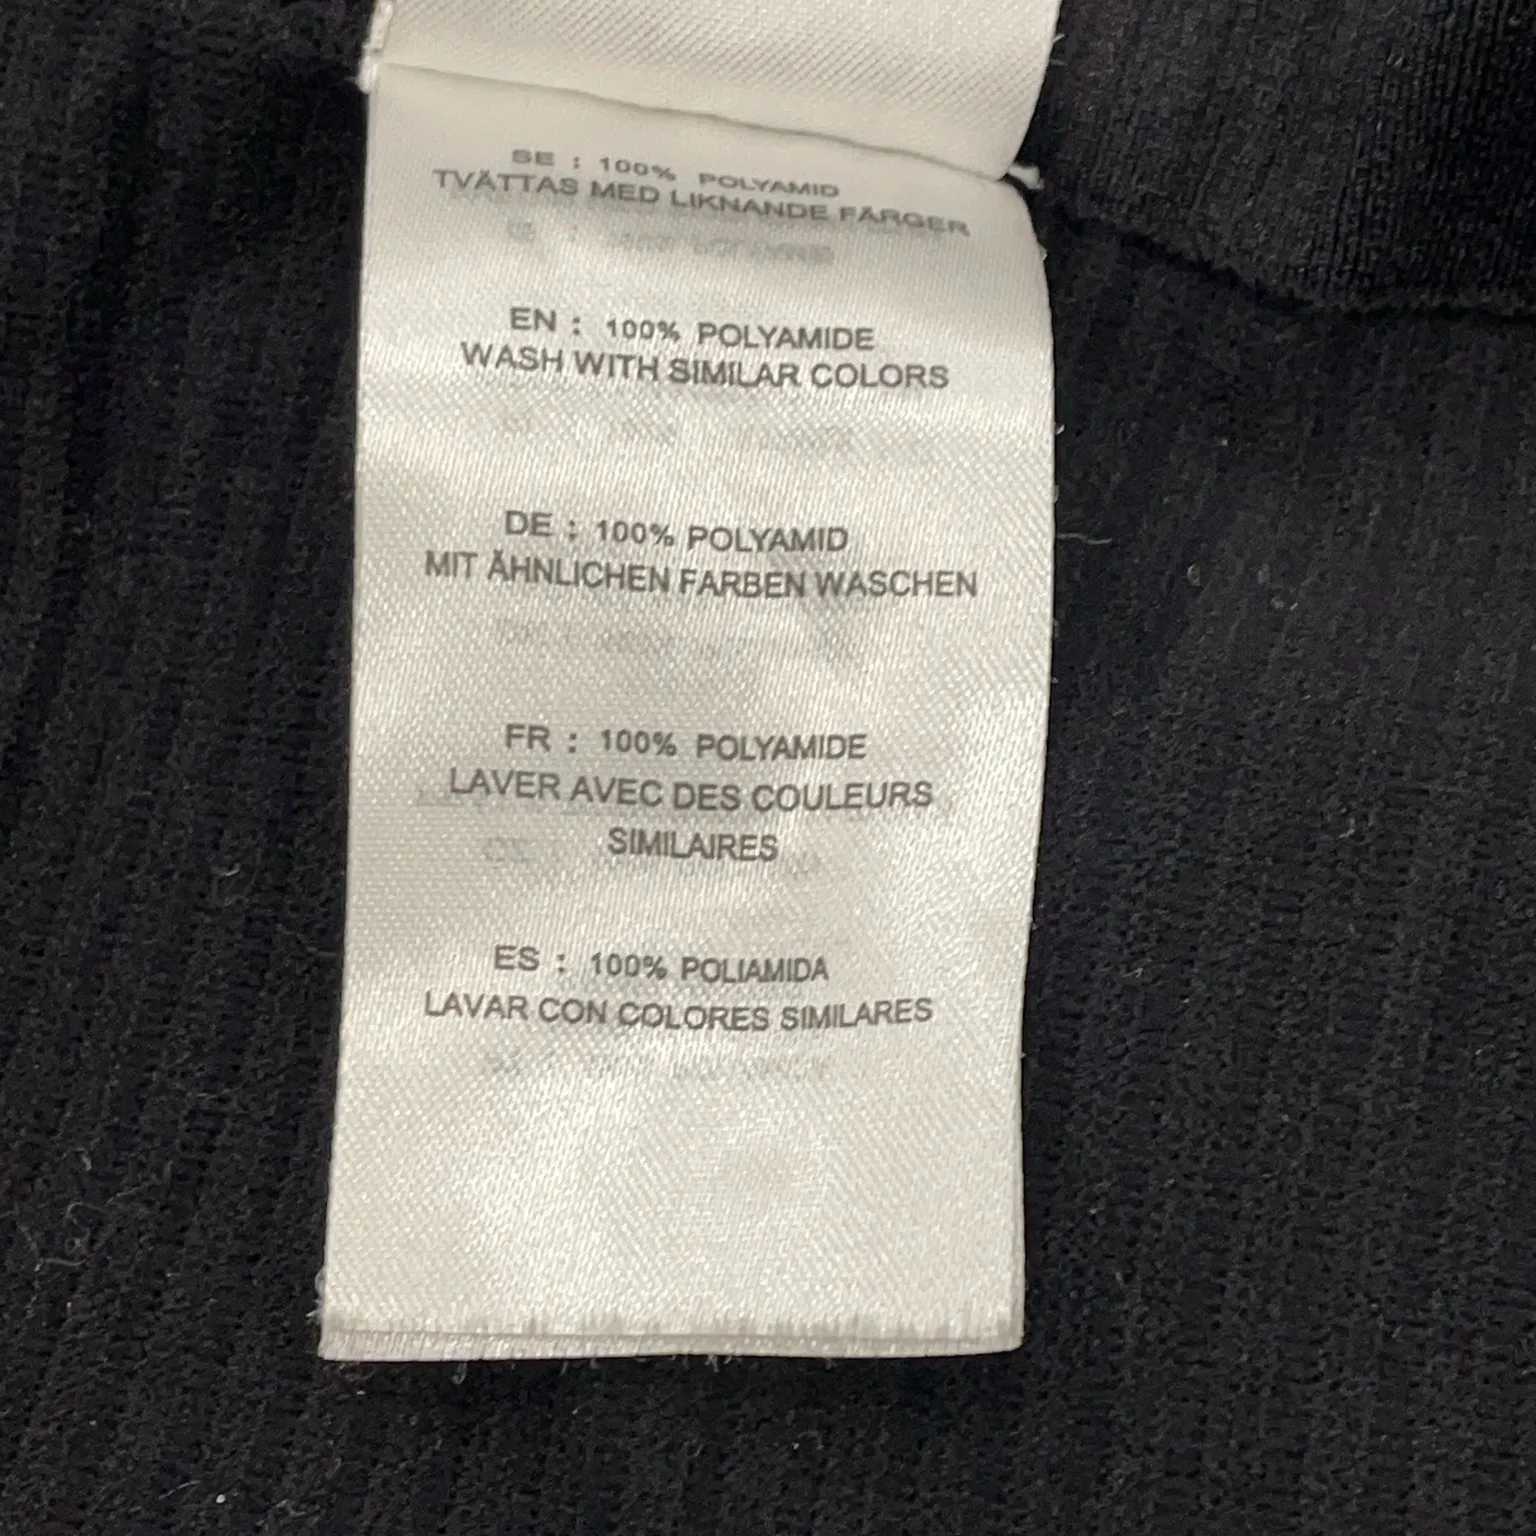 SE : 100% POLYAMID
TVÄTTAS MED LIKNANDE FÄRGER
EN : 100% POLYAMIDE
WASH WITH SIMILAR COLORS
DE : 100% POLYAMID
MIT ÄHNLICHEN FARBEN WASCHEN
FR : 100% POLYAMIDE
LAVER AVEC DES COULEURS
SIMILAIRES
ES : 100% POLIAMIDA
LAVAR CON COLORES SIMILARES